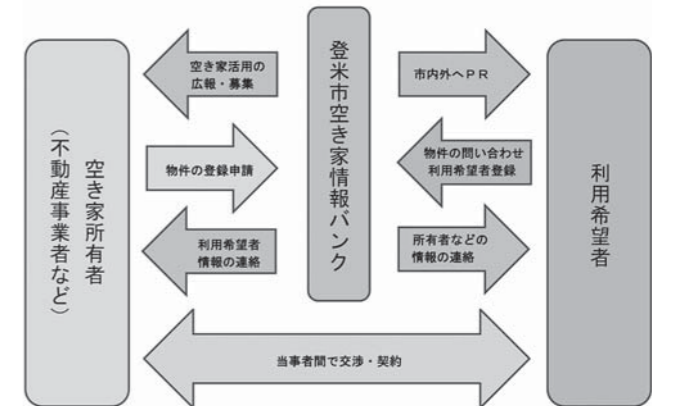 空き家所有者
（不動産事業者など）
空き家活用の
広報・募集
物件の登録申請
利用希望者
情報の連絡
登米市空き家情報バンク
市内外へＰＲ
物件の問い合わせ
利用希望者登録
所有者などの
情報の連絡
利用希望者
当事者間で交渉・契約